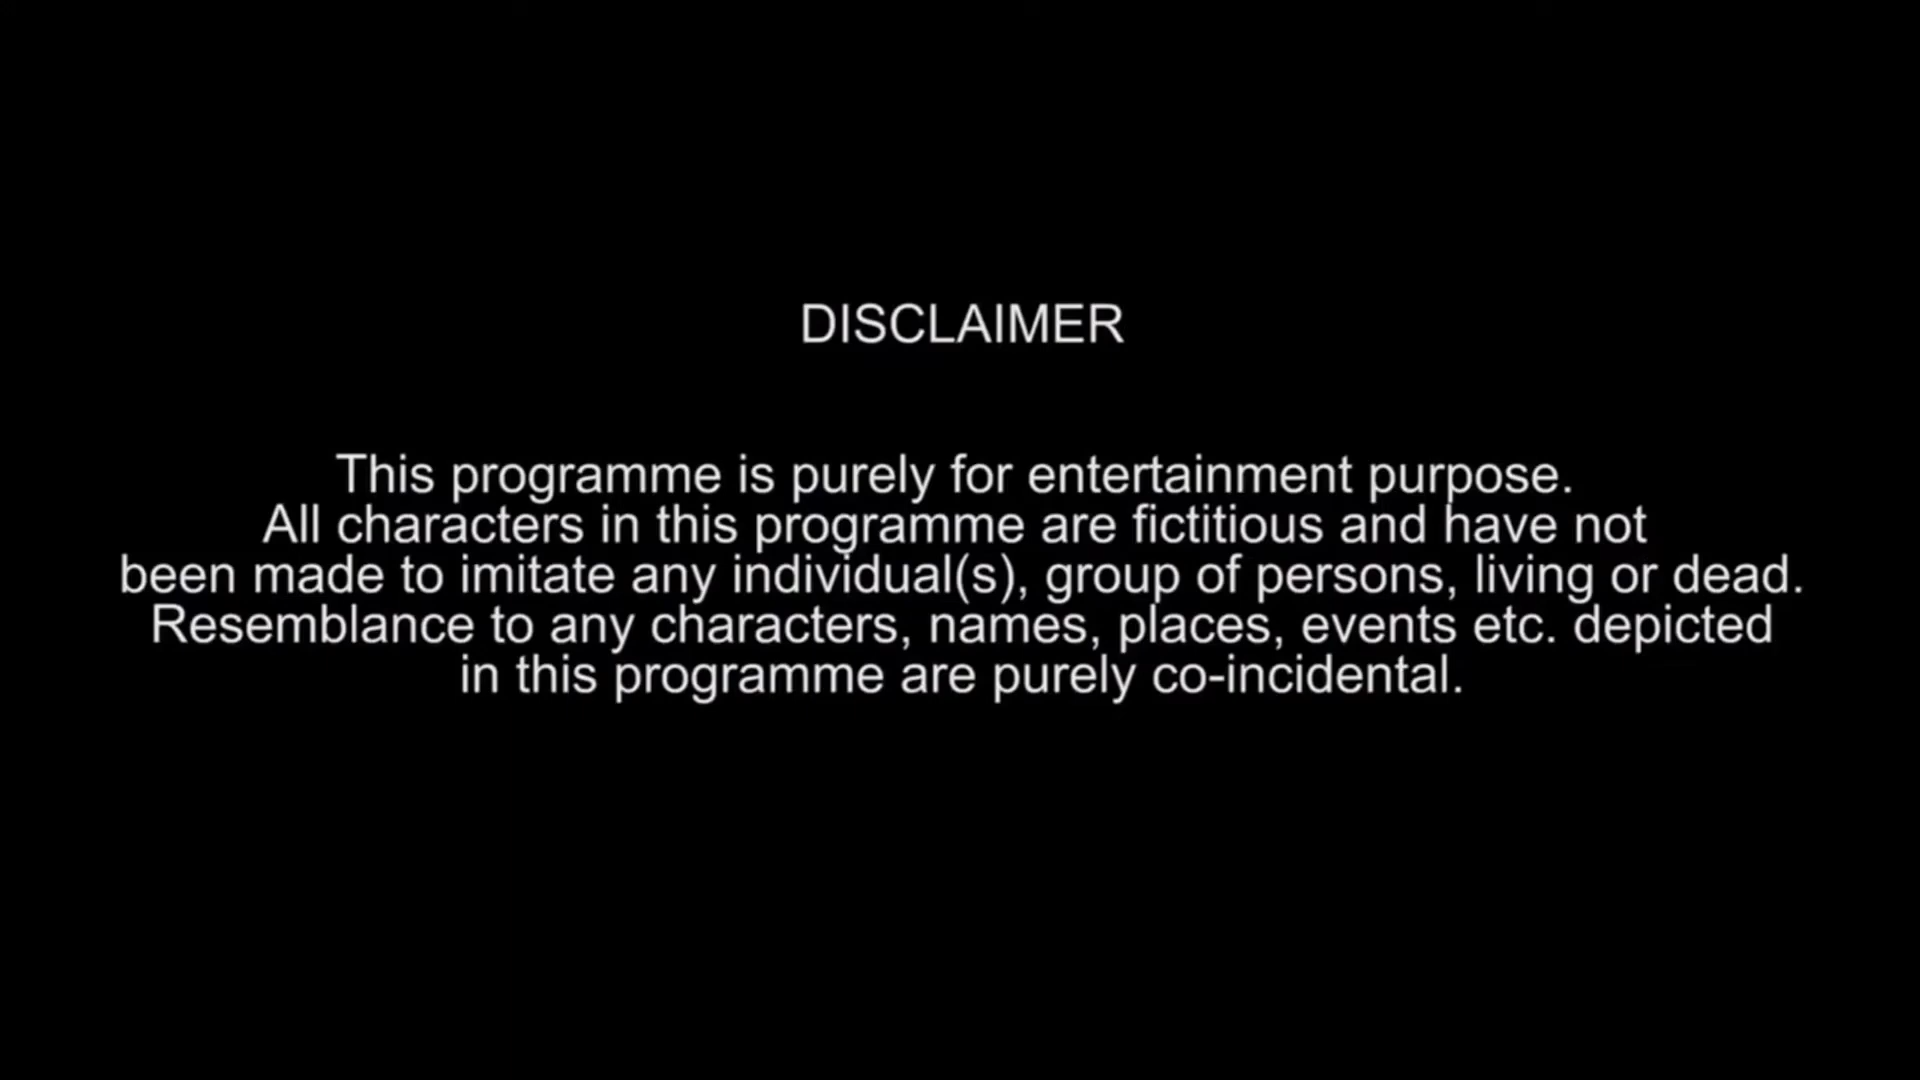 DISCLAIMER
This programme is purely for entertainment purpose.
All characters in this programme are fictitious and have not
been made to imitate any individual(s), group of persons, living or dead.
Resemblance to any characters, names, places, events etc. depicted
in this programme are purely co-incidental.